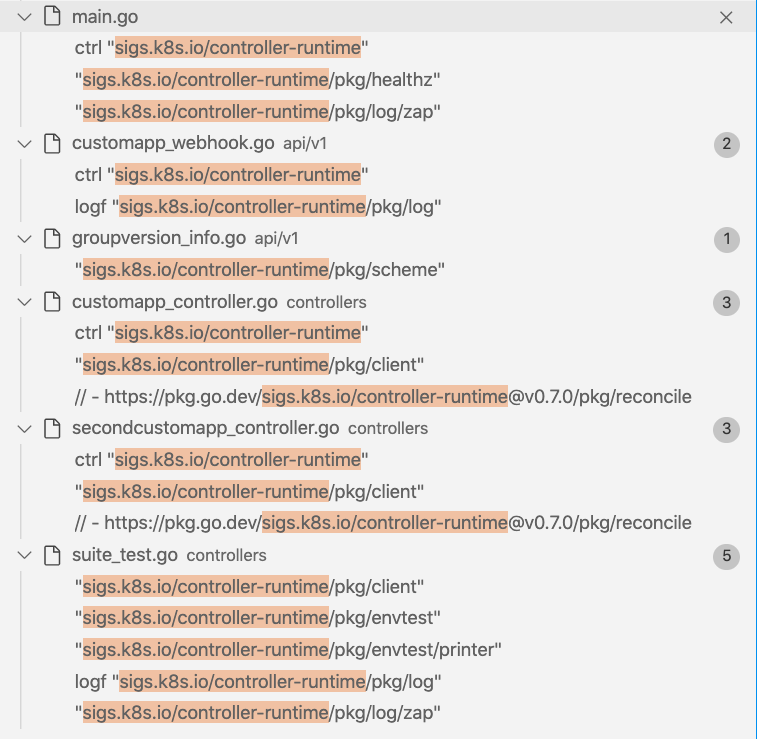 main.go
ctrl "sigs.k8s.io/controller-runtime"
"sigs.k8s.io/controller-runtime/pkg/healthz"
"sigs.k8s.io/controller-runtime/pkg/log/zap"
customapp_webhook.go api/v1 2
ctrl "sigs.k8s.io/controller-runtime"
logf "sigs.k8s.io/controller-runtime/pkg/log"
groupversion_info.go api/v1 1
"sigs.k8s.io/controller-runtime/pkg/scheme"
customapp_controller.go controllers 3
ctrl "sigs.k8s.io/controller-runtime"
"sigs.k8s.io/controller-runtime/pkg/client"
// - https://pkg.go.dev/sigs.k8s.io/controller-runtime@v0.7.0/pkg/reconcile
secondcustomapp_controller.go controllers 3
ctrl "sigs.k8s.io/controller-runtime"
"sigs.k8s.io/controller-runtime/pkg/client"
// - https://pkg.go.dev/sigs.k8s.io/controller-runtime@v0.7.0/pkg/reconcile
suite_test.go controllers 5
"sigs.k8s.io/controller-runtime/pkg/client"
"sigs.k8s.io/controller-runtime/pkg/envtest"
"sigs.k8s.io/controller-runtime/pkg/envtest/printer"
logf "sigs.k8s.io/controller-runtime/pkg/log"
"sigs.k8s.io/controller-runtime/pkg/log/zap"